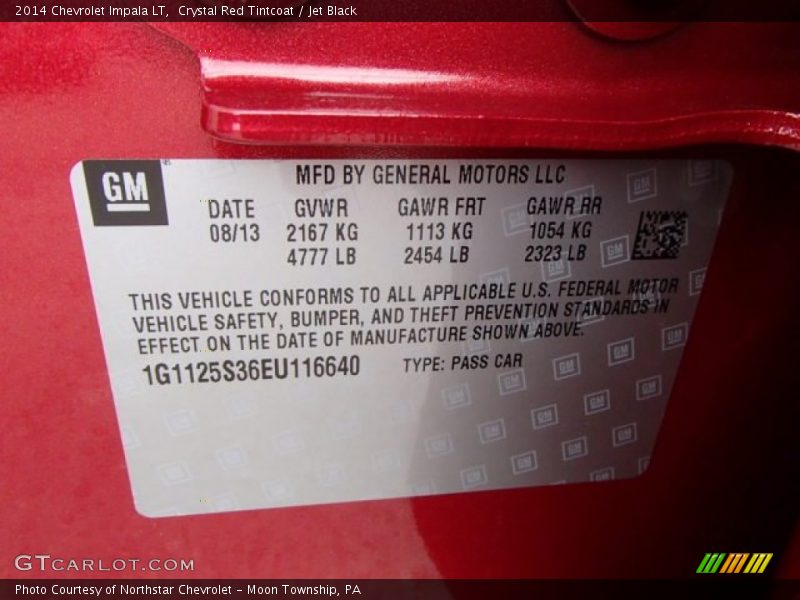 2014 Chevrolet Impala LT,  Crystal Red Tintcoat / Jet Black
GM
MFD BY GENERAL MOTORS LLC
DATE GVWR GAWR FRT GAWR RR
08/13 2167 KG 1113 KG 1054 KG
4777 LB 2454 LB 2323 LB
THIS VEHICLE CONFORMS TO ALL APPLICABLE U.S. FEDERAL MOTOR
VEHICLE SAFETY, BUMPER, AND THEFT PREVENTION STANDARDS IN
EFFECT ON THE DATE OF MANUFACTURE SHOWN ABOVE.
1G1125S36EU116640 TYPE: PASS CAR
GTCARLOT.COM
Photo Courtesy of Northstar Chevrolet - Moon Township, PA